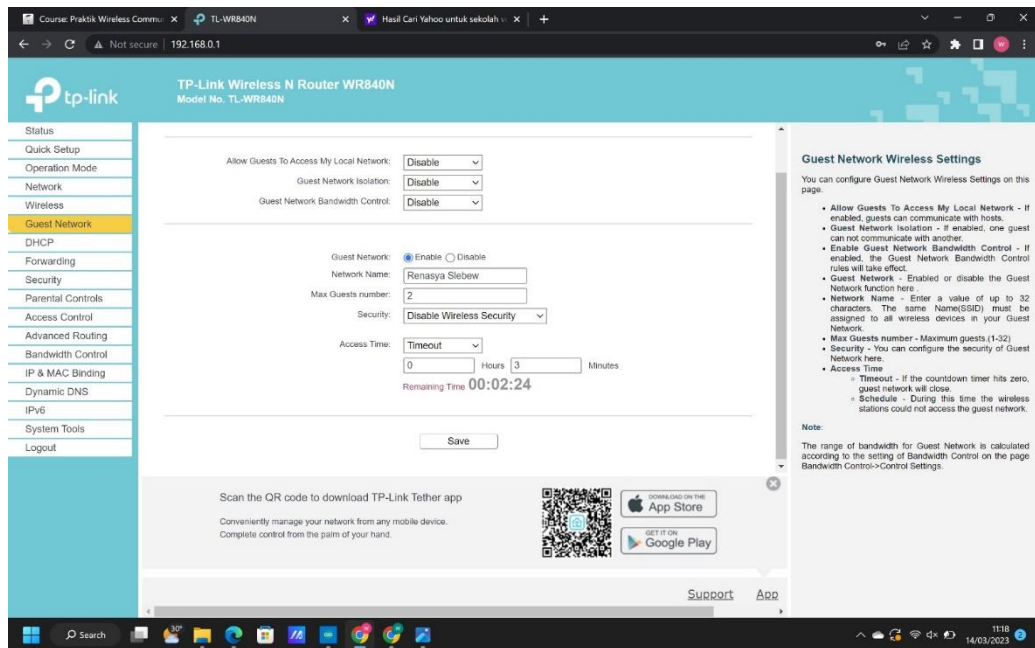 Course: Praktik Wireless Commu
TL-WR840N
Hasil Cari Yahoo untuk sekolah
Not secure
192.168.0.1
tp-link
TP-Link Wireless N Router WR840N
Model No. TL-WR840N
Status
Quick Setup
Operation Mode
Network
Wireless
Guest Network
DHCP
Forwarding
Security
Parental Controls
Access Control
Advanced Routing
Bandwidth Control
IP & MAC Binding
Dynamic DNS
IPv6
System Tools
Logout
Allow Guests To Access My Local Network: Disable
Guest Network Isolation: Disable
Guest Network Bandwidth Control: Disable
Guest Network: Enable Disable
Network Name: Renasya Slebew
Max Guests number: 2
Security: Disable Wireless Security
Access Time: Timeout
0 Hours 3 Minutes
Remaining Time 00:02:24
Save
Guest Network Wireless Settings
You can configure Guest Network Wireless Settings on this
page.
Allow Guests To Access My Local Network - If
enabled, guests can communicate with hosts.
Guest Network Isolation - If enabled, one guest
can not communicate with another.
Enable Guest Network Bandwidth Control - If
enabled, the Guest Network Bandwidth Control
rules will take effect.
Guest Network - Enabled or disable the Guest
Network function here .
Network Name - Enter a value of up to 32
characters. The same Name(SSID) must be
assigned to all wireless devices in your Guest
Network.
Max Guests number - Maximum guests.(1-32)
Security - You can configure the security of Guest
Network here.
Access Time
Timeout - If the countdown timer hits zero,
guest network will close.
Schedule - During this time the wireless
stations could not access the guest network.
Note:
The range of bandwidth for Guest Network is calculated
according to the setting of Bandwidth Control on the page
Bandwidth Control->Control Settings.
Scan the QR code to download TP-Link Tether app
Conveniently manage your network from any mobile device.
Complete control from the palm of your hand.
DOWNLOAD ON THE
App Store
GET IT ON
Google Play
Support App
30°
Search
11:18
14/03/2023
2